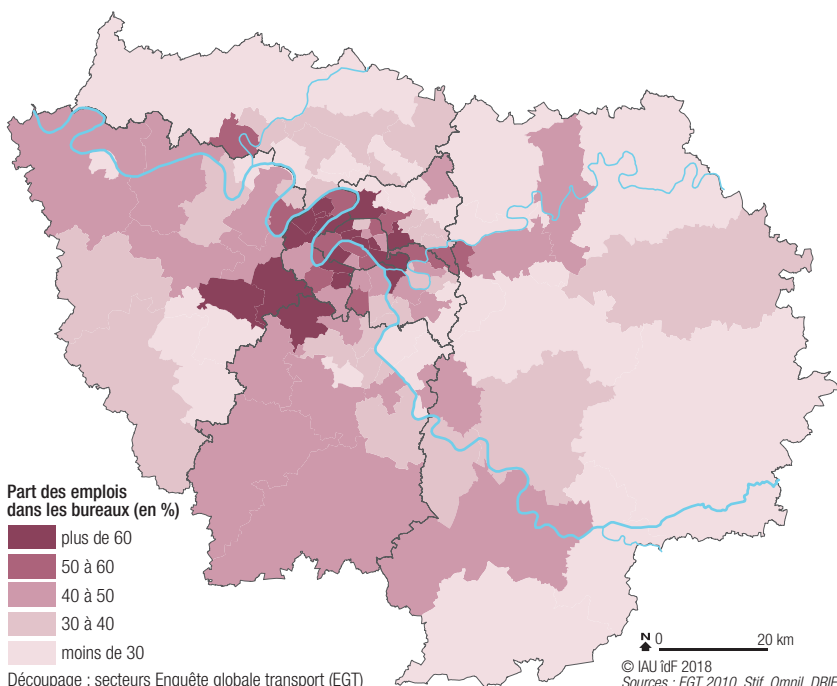 Part des emplois
dans les bureaux (en %)
plus de 60
50 à 60
40 à 50
30 à 40
moins de 30
Découpage : secteurs Enquête globale transport (EGT)
N 0 20 km
© IAU îdF 2018
Sources : EGT 2010, Stif, Omnil, DRIE